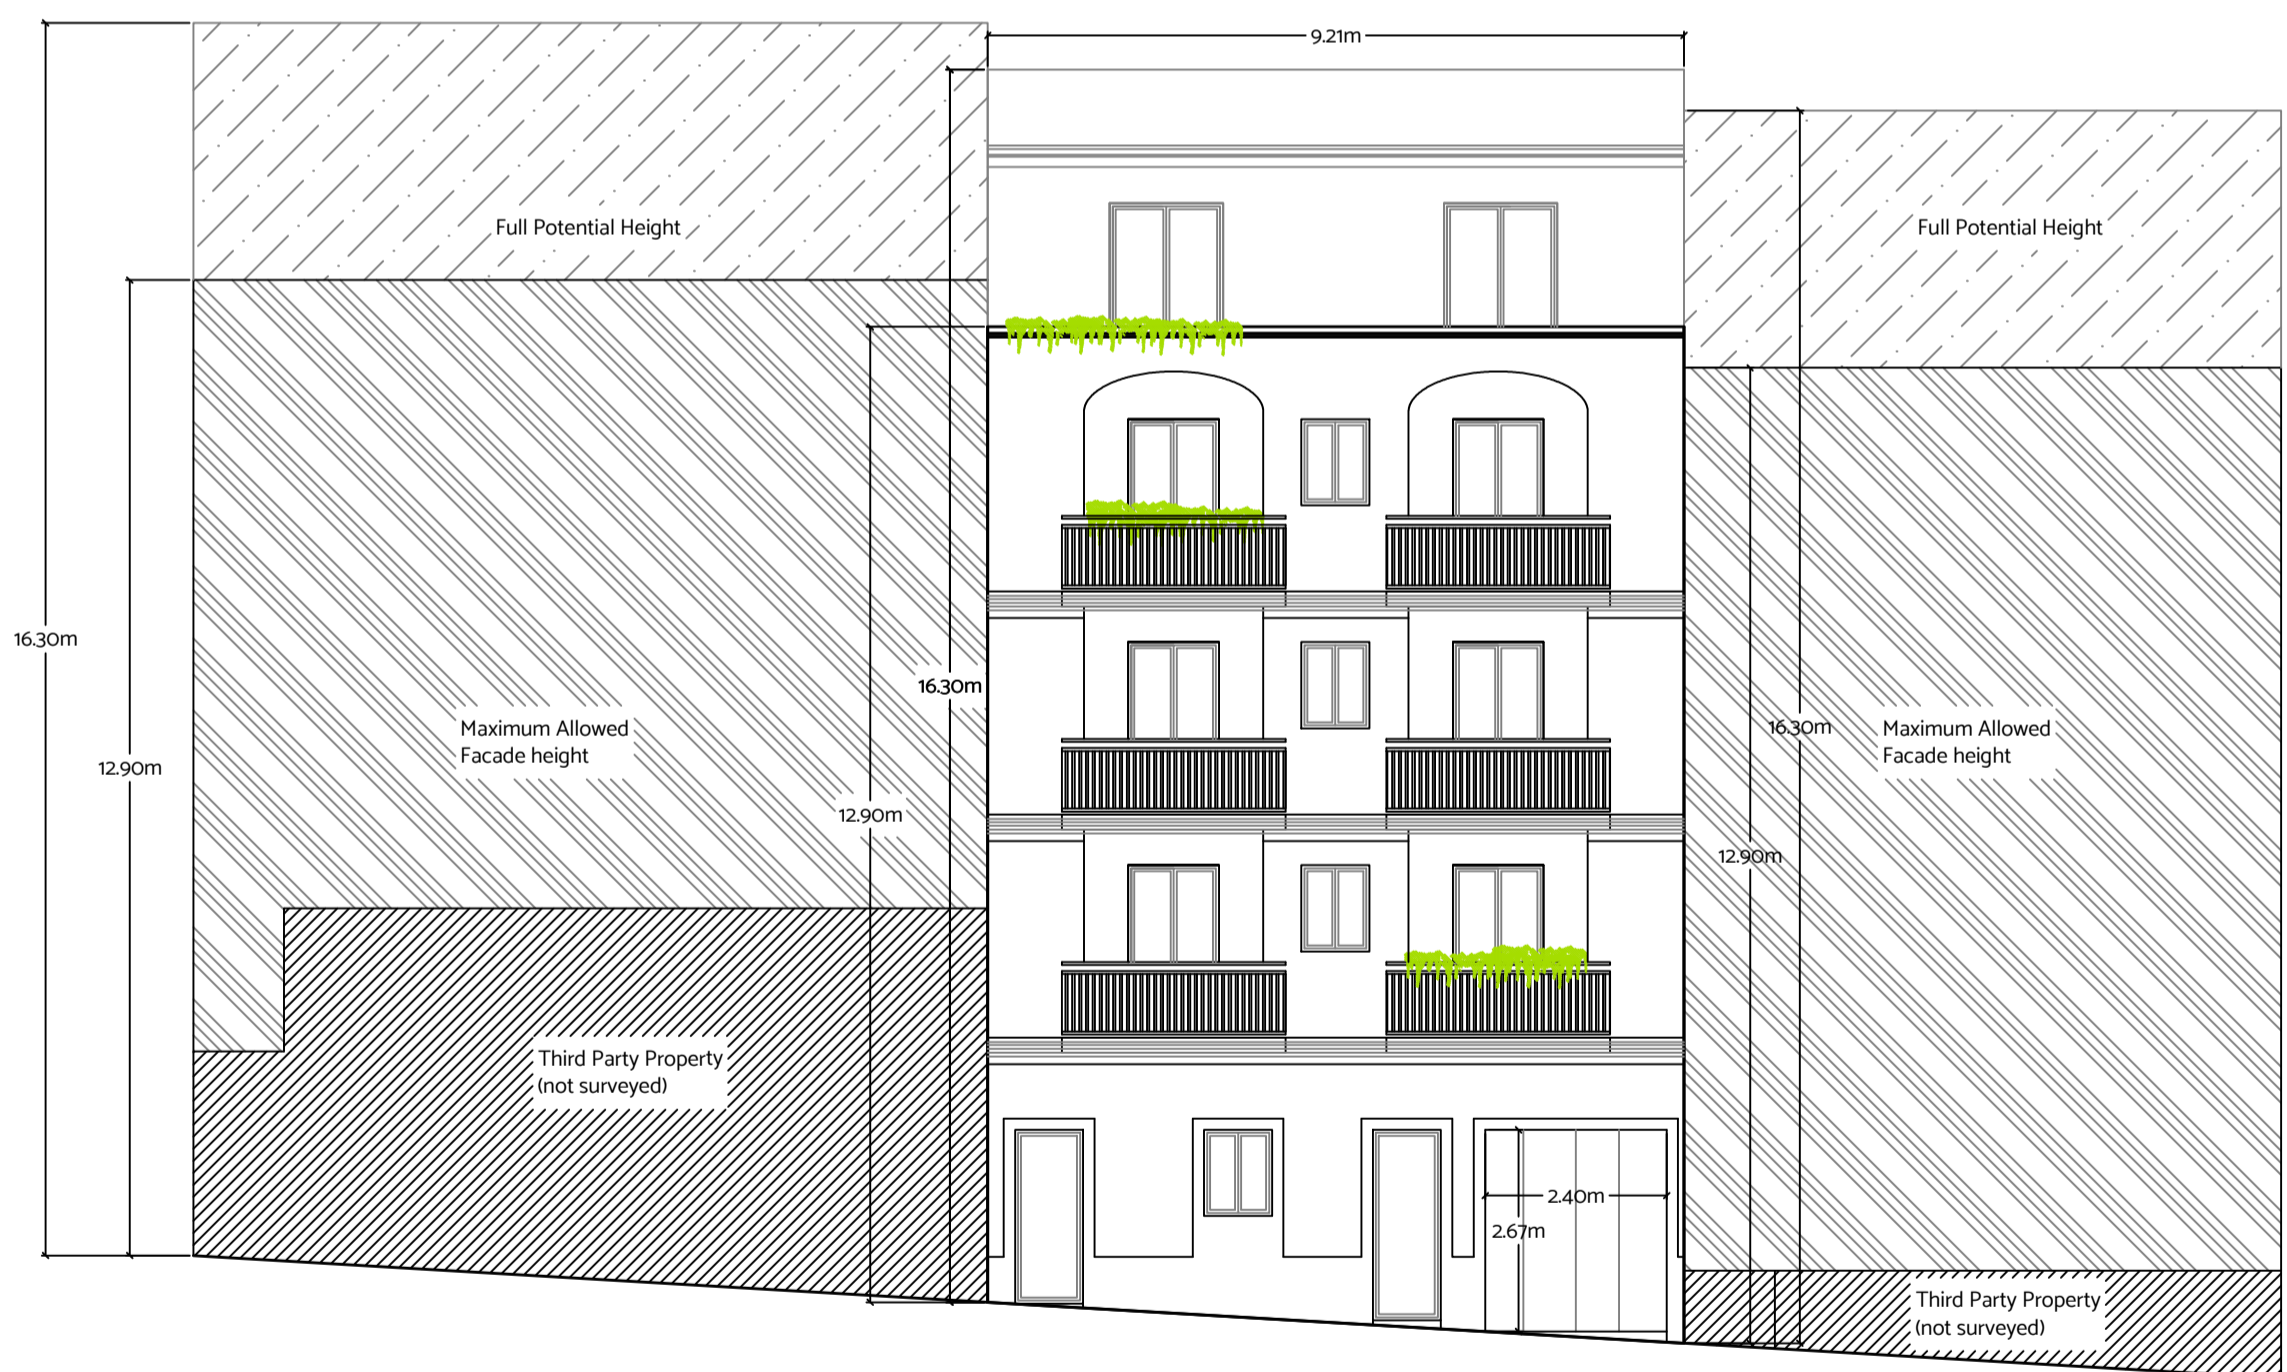 9.21m
Full Potential Height
Full Potential Height
16.30m
16.30m
Maximum Allowed
Facade height
16.30m
Maximum Allowed
Facade height
12.90m
12.90m
12.90m
Third Party Property
(not surveyed)
2.40m
2.67m
Third Party Property
(not surveyed)